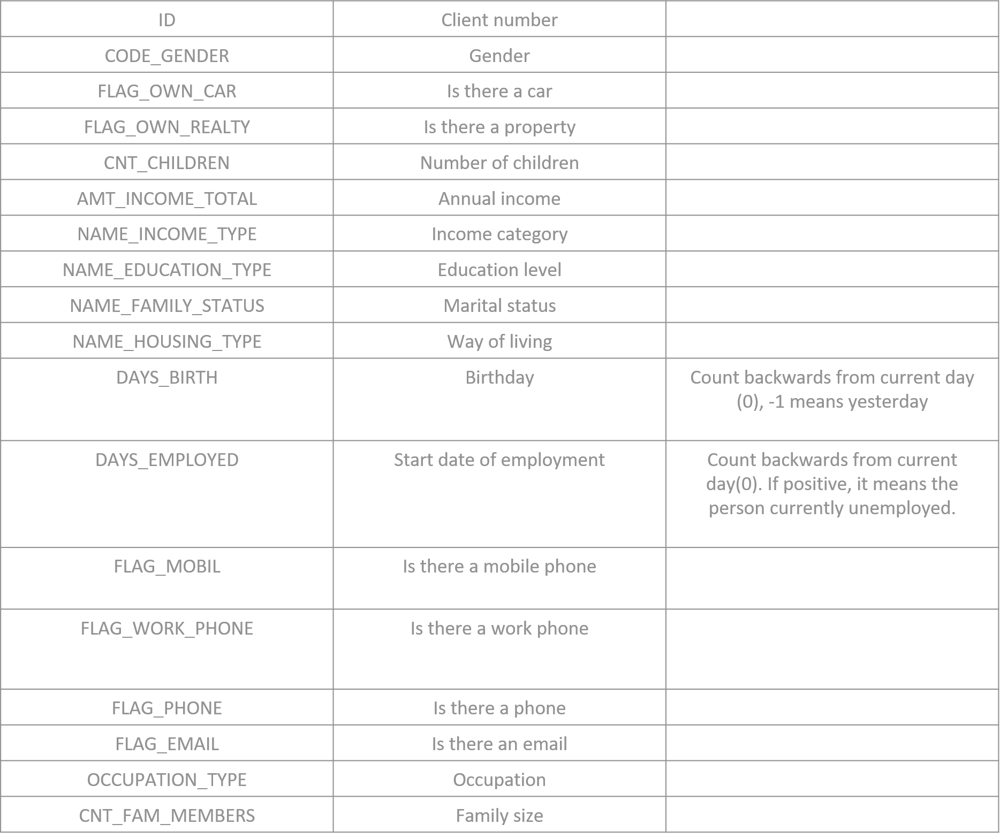 ID Client number
CODE_GENDER Gender
FLAG_OWN_CAR Is there a car
FLAG_OWN_REALTY Is there a property
CNT_CHILDREN Number of children
AMT_INCOME_TOTAL Annual income
NAME_INCOME_TYPE Income category
NAME_EDUCATION_TYPE Education level
NAME_FAMILY_STATUS Marital status
NAME_HOUSING_TYPE Way of living
DAYS_BIRTH Birthday Count backwards from current day
(0), -1 means yesterday
DAYS_EMPLOYED Start date of employment Count backwards from current
day(0). If positive, it means the
person currently unemployed.
FLAG_MOBIL Is there a mobile phone
FLAG_WORK_PHONE Is there a work phone
FLAG_PHONE Is there a phone
FLAG_EMAIL Is there an email
OCCUPATION_TYPE Occupation
CNT_FAM_MEMBERS Family size